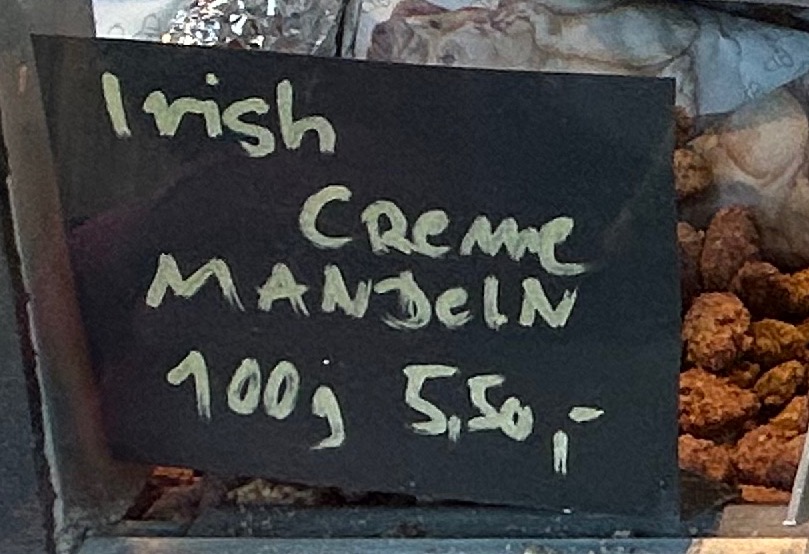 Irish
CReme
MANDelN
100g 5,50,-